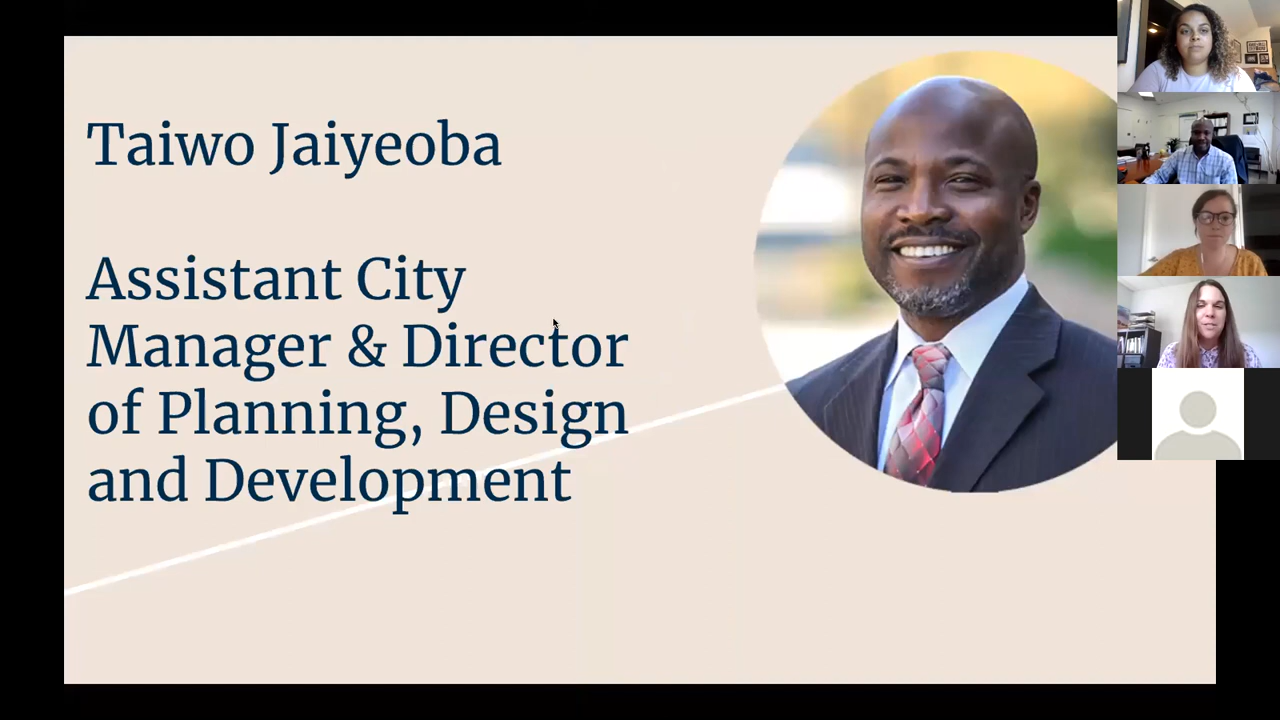 Taiwo Jaiyeoba
Assistant City
Manager & Director
of Planning, Design
and Development